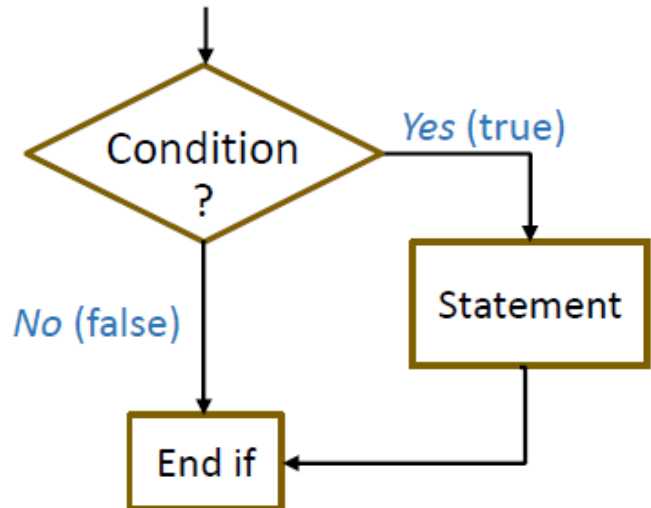 Yes (true)
Condition
?
Statement
No (false)
End if